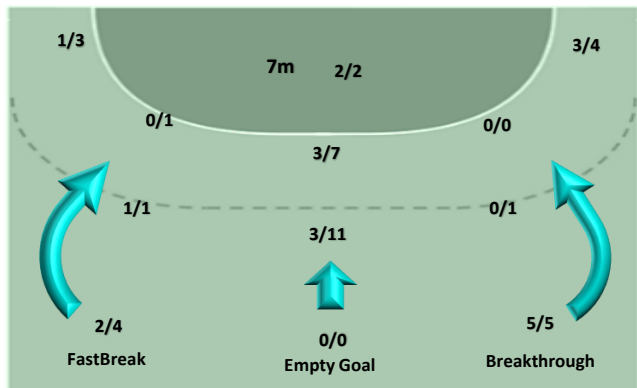 1/3
3/4
7m 2/2
0/1
0/0
3/7
1/1
0/1
3/11
2/4
0/0
5/5
FastBreak
Empty Goal
Breakthrough